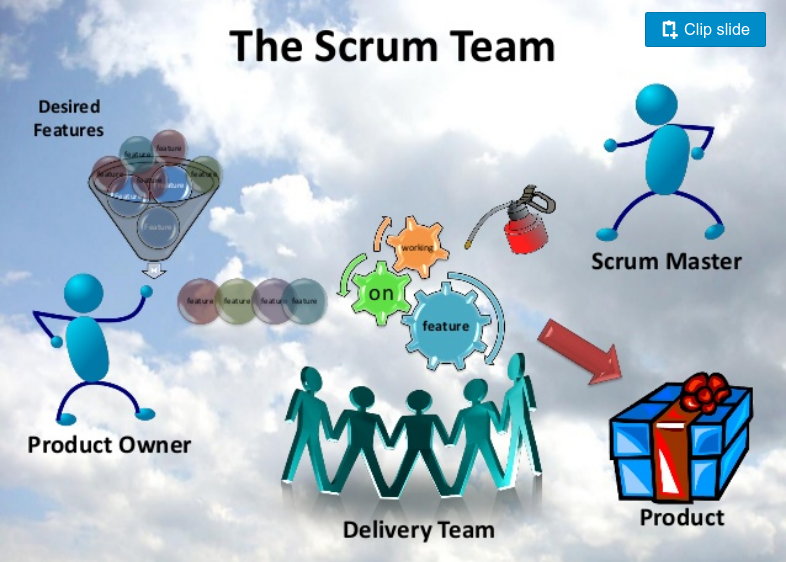 Clip slide
The Scrum Team
Desired
Features
feature
feature
feature
feature
feature
feature
feature
Feature
feature
feature
feature
feature
working
on
feature
Scrum Master
Product Owner
Delivery Team
Product